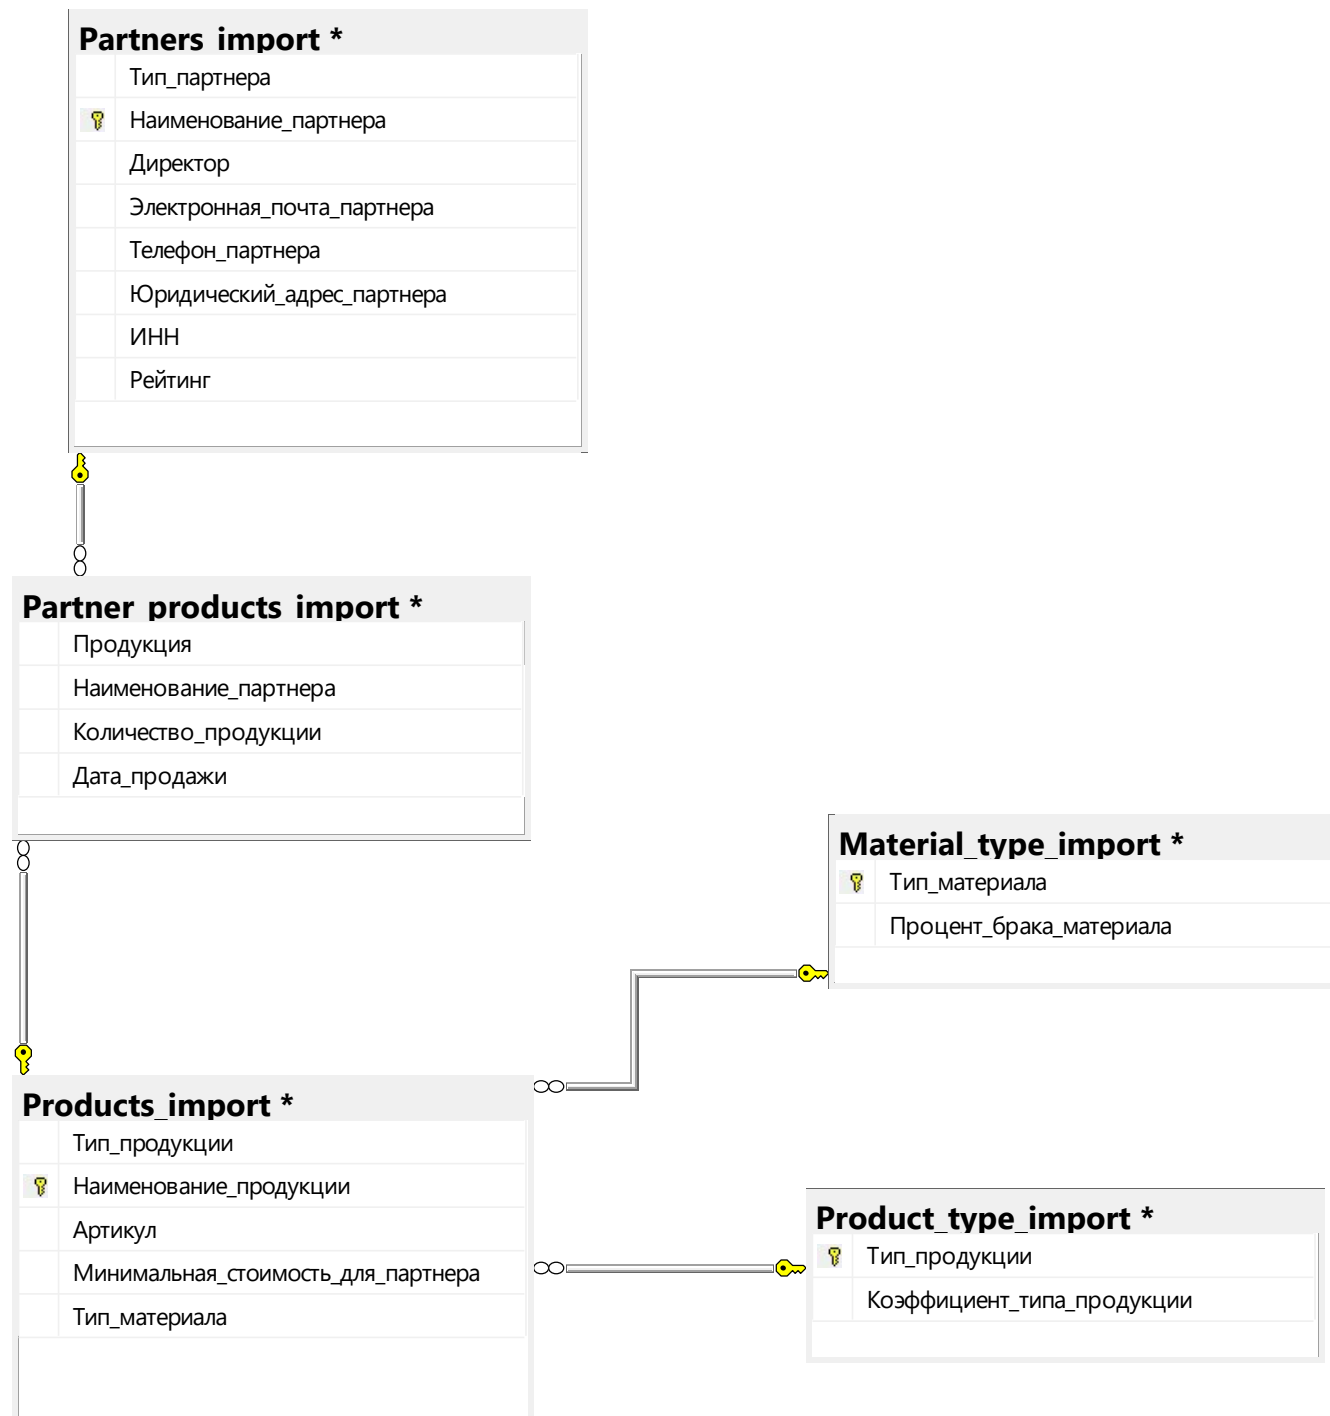 Partners_import *
Тип_партнера
Наименование_партнера
Директор
Электронная_почта_партнера
Телефон_партнера
Юридический_адрес_партнера
ИНН
Рейтинг
Partner_products_import *
Продукция
Наименование_партнера
Количество_продукции
Дата_продажи
Material_type_import *
Тип_материала
Процент_брака_материала
Products_import *
Тип_продукции
Наименование_продукции
Артикул
Минимальная_стоимость_для_партнера
Тип_материала
Product_type_import *
Тип_продукции
Коэффициент_типа_продукции